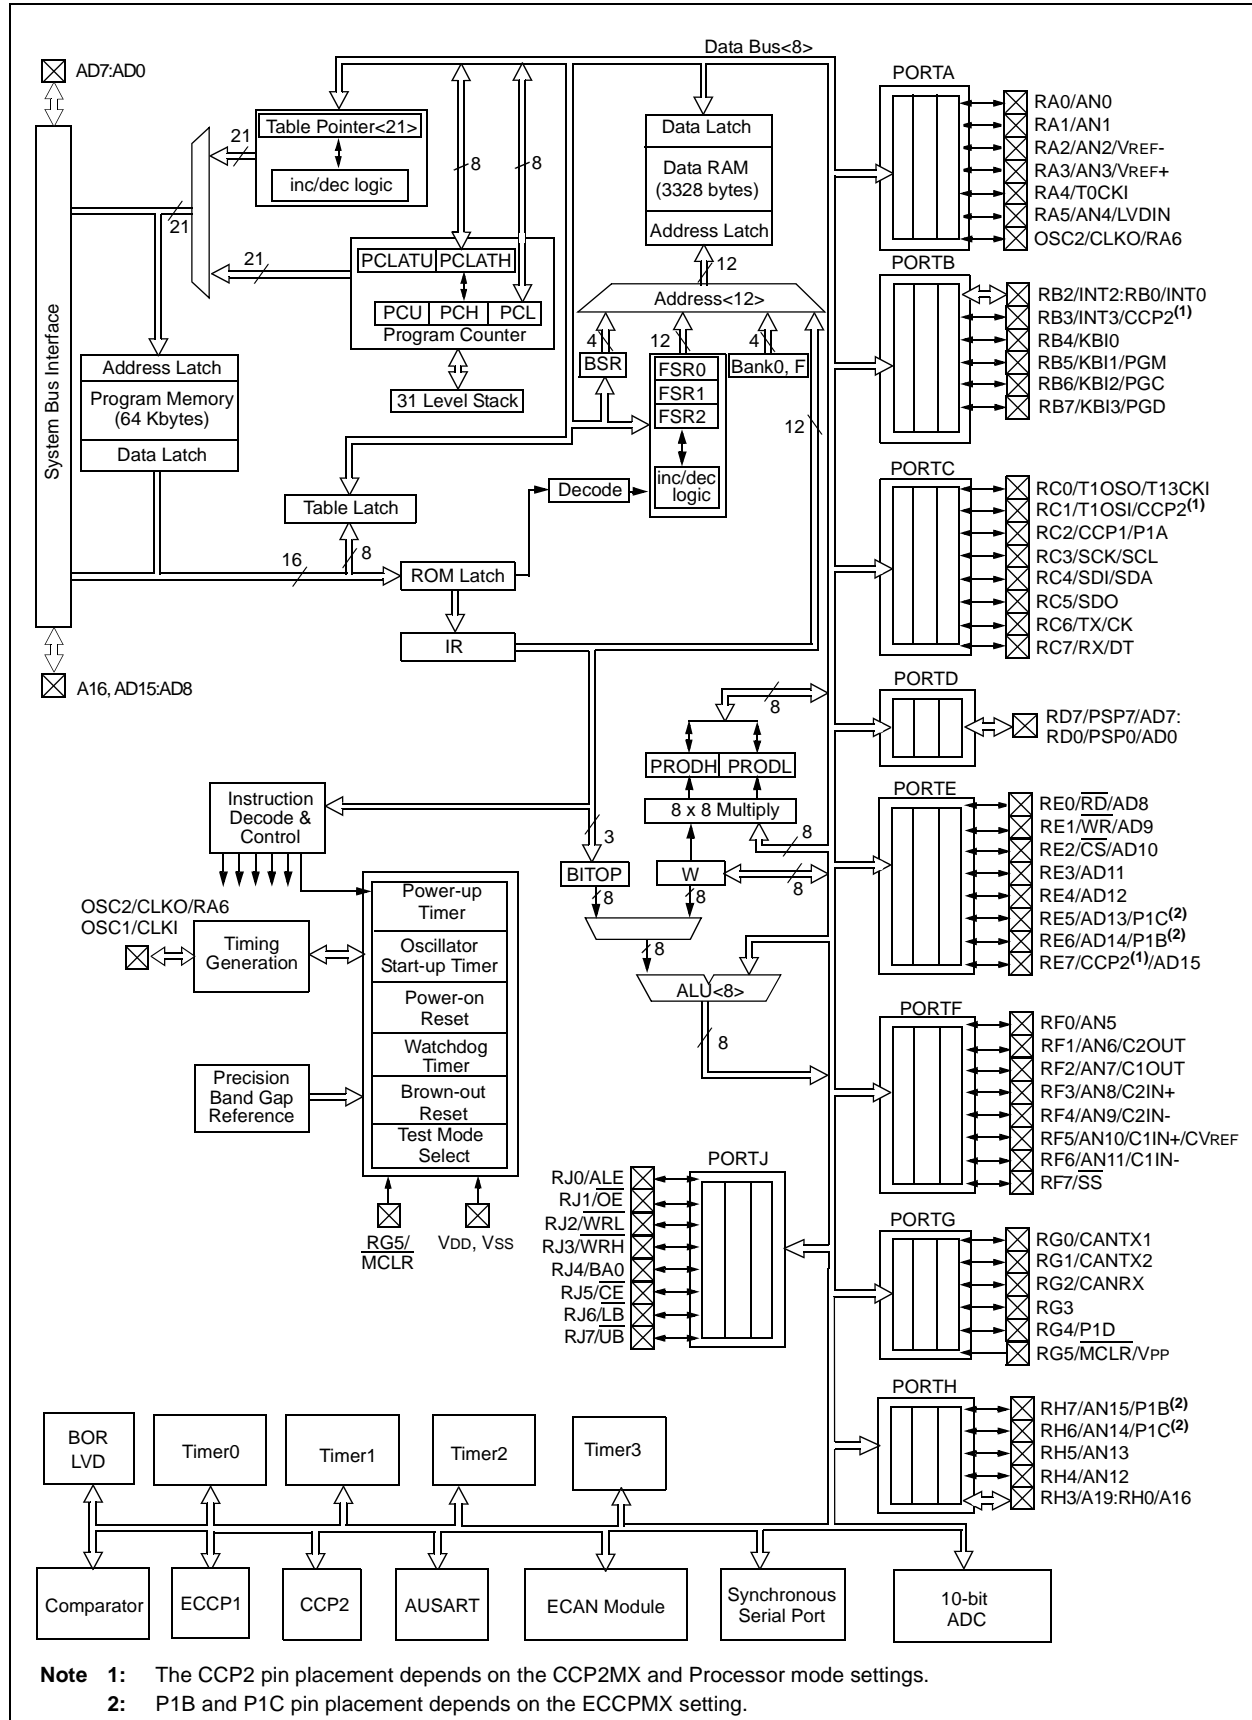 Data Bus<8>
AD7:AD0
Table Pointer<21>
inc/dec logic
21
21
21
8
8
PCLATU PCLATH
PCU PCH PCL
Program Counter
31 Level Stack
System Bus Interface
Address Latch
Program Memory
(64 Kbytes)
Data Latch
16
8
Table Latch
ROM Latch
IR
A16, AD15:AD8
Data Latch
Data RAM
(3328 bytes)
Address Latch
12
Address<12>
4
12
4
BSR
FSR0
FSR1
FSR2
inc/dec
logic
Bank0, F
12
Decode
8
PRODH PRODL
8 x 8 Multiply
8
3
BITOP
W
8
8
8
8
ALU<8>
8
Instruction
Decode &
Control
OSC2/CLKO/RA6
OSC1/CLKI
Timing
Generation
Power-up
Timer
Oscillator
Start-up Timer
Power-on
Reset
Watchdog
Timer
Brown-out
Reset
Test Mode
Select
Precision
Band Gap
Reference
RG5/
MCLR
VDD, VSS
PORTA
RA0/AN0
RA1/AN1
RA2/AN2/VREF-
RA3/AN3/VREF+
RA4/T0CKI
RA5/AN4/LVDIN
OSC2/CLKO/RA6
PORTB
RB2/INT2:RB0/INT0
RB3/INT3/CCP2(1)
RB4/KBI0
RB5/KBI1/PGM
RB6/KBI2/PGC
RB7/KBI3/PGD
PORTC
RC0/T1OSO/T13CKI
RC1/T1OSI/CCP2(1)
RC2/CCP1/P1A
RC3/SCK/SCL
RC4/SDI/SDA
RC5/SDO
RC6/TX/CK
RC7/RX/DT
PORTD
RD7/PSP7/AD7:
RD0/PSP0/AD0
PORTE
RE0/RD/AD8
RE1/WR/AD9
RE2/CS/AD10
RE3/AD11
RE4/AD12
RE5/AD13/P1C(2)
RE6/AD14/P1B(2)
RE7/CCP2(1)/AD15
PORTF
RF0/AN5
RF1/AN6/C2OUT
RF2/AN7/C1OUT
RF3/AN8/C2IN+
RF4/AN9/C2IN-
RF5/AN10/C1IN+/CVREF
RF6/AN11/C1IN-
RF7/SS
PORTJ
RJ0/ALE
RJ1/OE
RJ2/WRL
RJ3/WRH
RJ4/BA0
RJ5/CE
RJ6/LB
RJ7/UB
PORTG
RG0/CANTX1
RG1/CANTX2
RG2/CANRX
RG3
RG4/P1D
RG5/MCLR/VPP
PORTH
RH7/AN15/P1B(2)
RH6/AN14/P1C(2)
RH5/AN13
RH4/AN12
RH3/A19:RH0/A16
BOR
LVD
Timer0
Timer1
Timer2
Timer3
Comparator
ECCP1
CCP2
AUSART
ECAN Module
Synchronous
Serial Port
10-bit
ADC
Note 1: The CCP2 pin placement depends on the CCP2MX and Processor mode settings.
2: P1B and P1C pin placement depends on the ECCPMX setting.